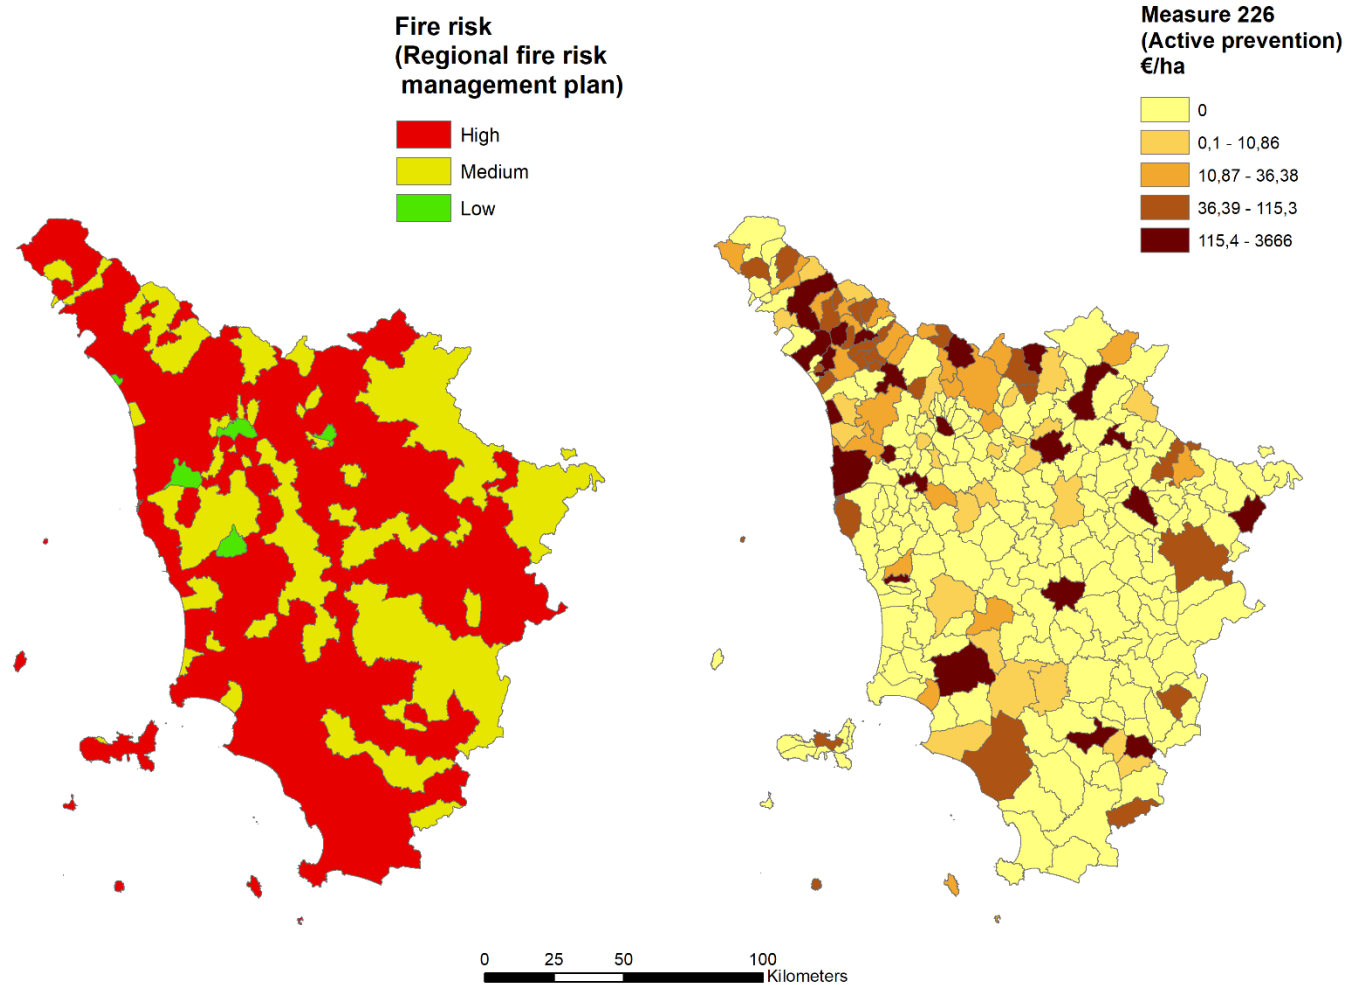 Fire risk
(Regional fire risk
management plan)
High
Medium
Low
Measure 226
(Active prevention)
€/ha
0
0,1 - 10,86
10,87 - 36,38
36,39 - 115,3
115,4 - 3666
0 25 50 100
Kilometers